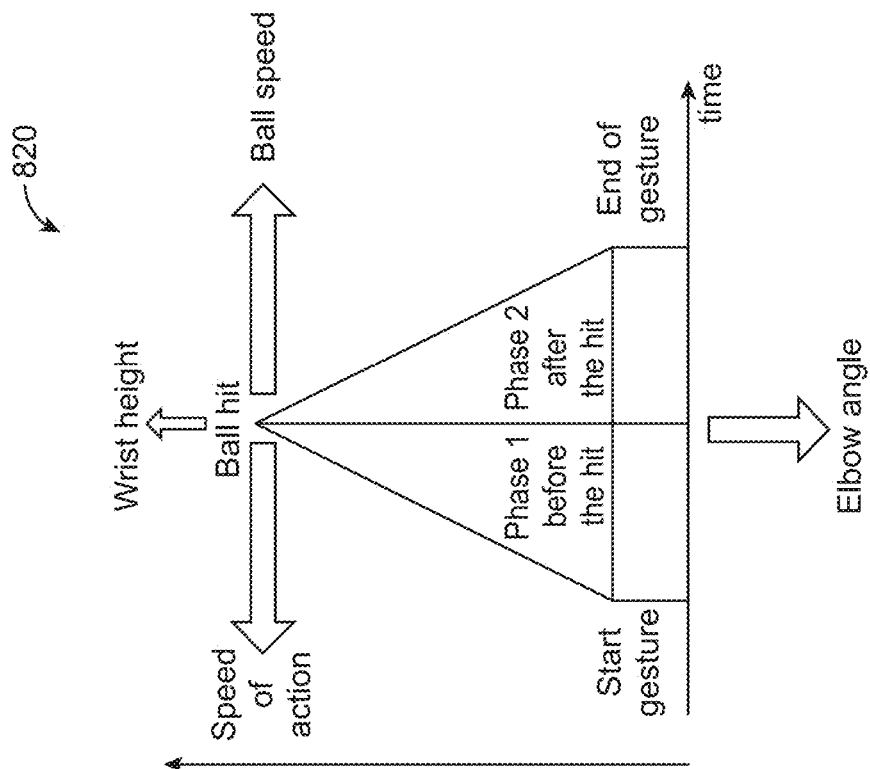 820
Wrist height
Ball hit
Speed
of
action
Ball speed
Phase 1
before
the hit
Phase 2
after
the hit
Start
gesture
End of
gesture
time
Elbow angle